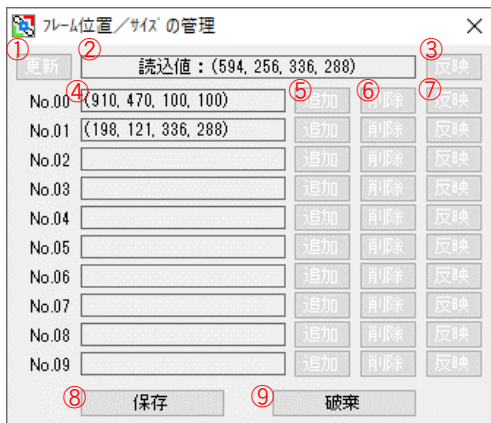 フレーム位置／サイズの管理
① 更新 ② 読込値：(594, 256, 336, 288) ③ 反映
No.00 ④ (910, 470, 100, 100) ⑤ 追加 ⑥ 削除 ⑦ 反映
No.01 (198, 121, 336, 288) 追加 削除 反映
No.02 追加 削除 反映
No.03 追加 削除 反映
No.04 追加 削除 反映
No.05 追加 削除 反映
No.06 追加 削除 反映
No.07 追加 削除 反映
No.08 追加 削除 反映
No.09 追加 削除 反映
⑧ 保存 ⑨ 破棄